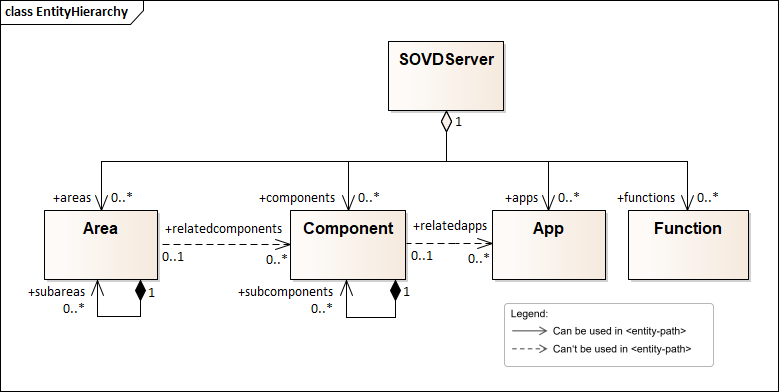 class EntityHierarchy
SOVDServer
1
+areas 0..*
+components 0..*
+apps 0..*
+functions 0..*
Area
+relatedcomponents
0..1
0..*
Component
+relatedapps
0..1
0..*
App
Function
+subareas
0..*
1
+subcomponents
0..*
1
Legend:
Can be used in <entity-path>
Can't be used in <entity-path>